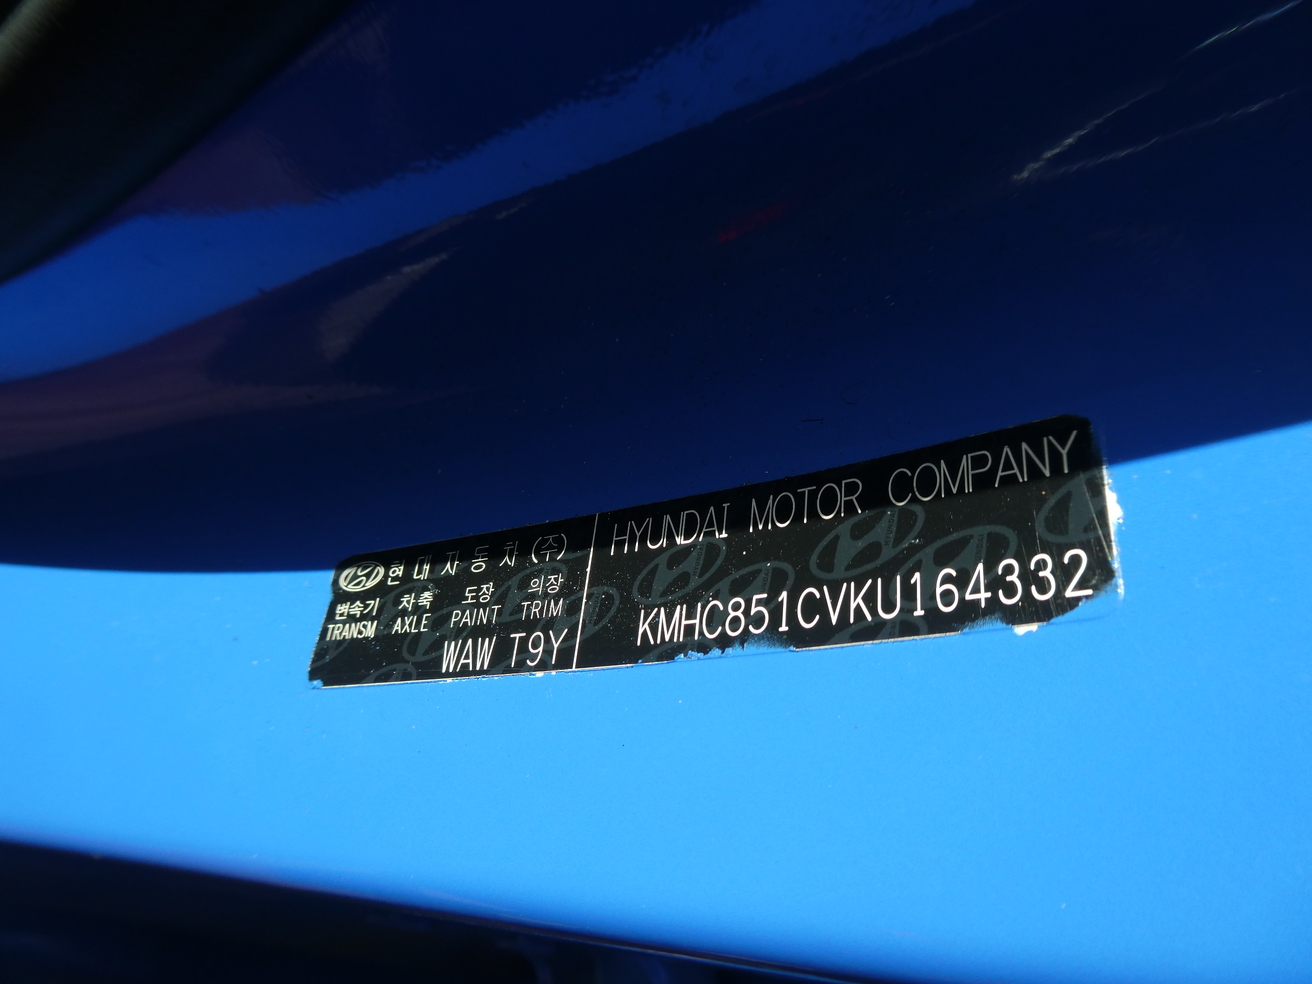 현대자동차(주)
변속기 차축 도장 의장
TRANSM AXLE PAINT TRIM
WAW T9Y
HYUNDAI MOTOR COMPANY
KMHC851CVKU164332